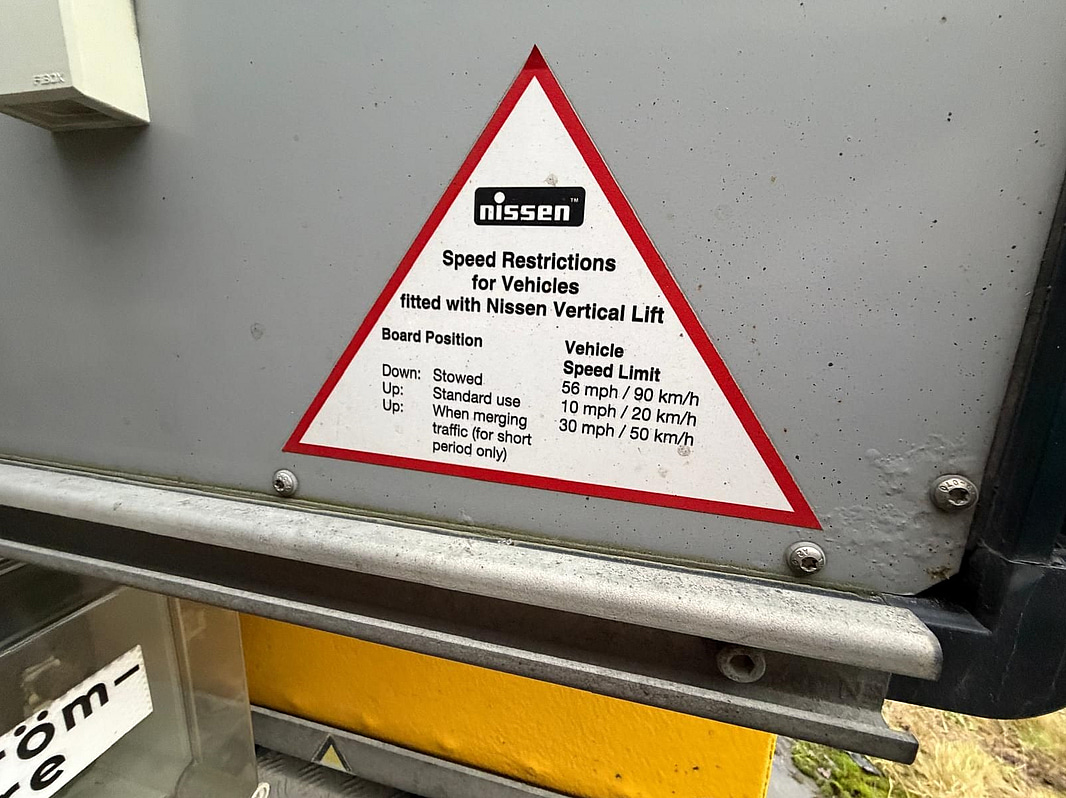 nissen™
Speed Restrictions
for Vehicles
fitted with Nissen Vertical Lift
Board Position Vehicle
Speed Limit
Down: Stowed 56 mph / 90 km/h
Up: Standard use 10 mph / 20 km/h
Up: When merging 30 mph / 50 km/h
traffic (for short
period only)
öm-
e